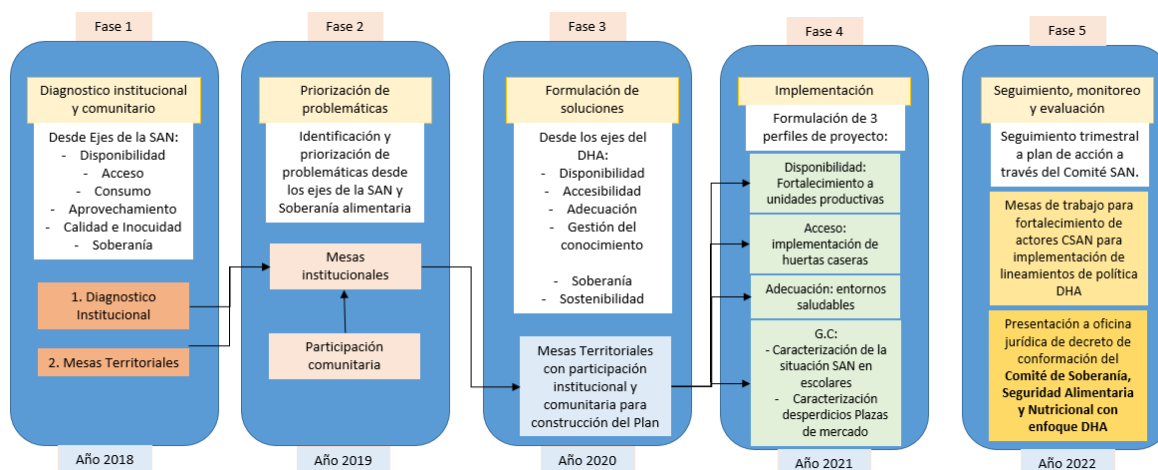 Fase 1
Diagnostico institucional
y comunitario
Desde Ejes de la SAN:
- Disponibilidad
- Acceso
- Consumo
- Aprovechamiento
- Calidad e Inocuidad
- Soberanía
1. Diagnostico
Institucional
2. Mesas Territoriales
Año 2018
Fase 2
Priorización de
problemáticas
Identificación y
priorización de
problemáticas desde
los ejes de la SAN y
Soberanía alimentaria
Mesas
institucionales
Participación
comunitaria
Año 2019
Fase 3
Formulación de
soluciones
Desde los ejes del
DHA:
- Disponibilidad
- Accesibilidad
- Adecuación
- Gestión del
conocimiento
- Soberanía
- Sostenibilidad
Mesas Territoriales
con participación
institucional y
comunitaria para
construcción del Plan
Año 2020
Fase 4
Implementación
Formulación de 3
perfiles de proyecto:
Disponibilidad:
Fortalecimiento a
unidades productivas
Acceso:
implementación de
huertas caseras
Adecuación: entornos
saludables
G.C:
- Caracterización de la
situación SAN en
escolares
- Caracterización
desperdicios Plazas
de mercado
Año 2021
Fase 5
Seguimiento, monitoreo
y evaluación
Seguimiento trimestral
a plan de acción a
través del Comité SAN.
Mesas de trabajo para
fortalecimiento de
actores CSAN para
implementación de
lineamientos de política
DHA
Presentación a oficina
jurídica de decreto de
conformación del
Comité de Soberanía,
Seguridad Alimentaria
y Nutricional con
enfoque DHA
Año 2022